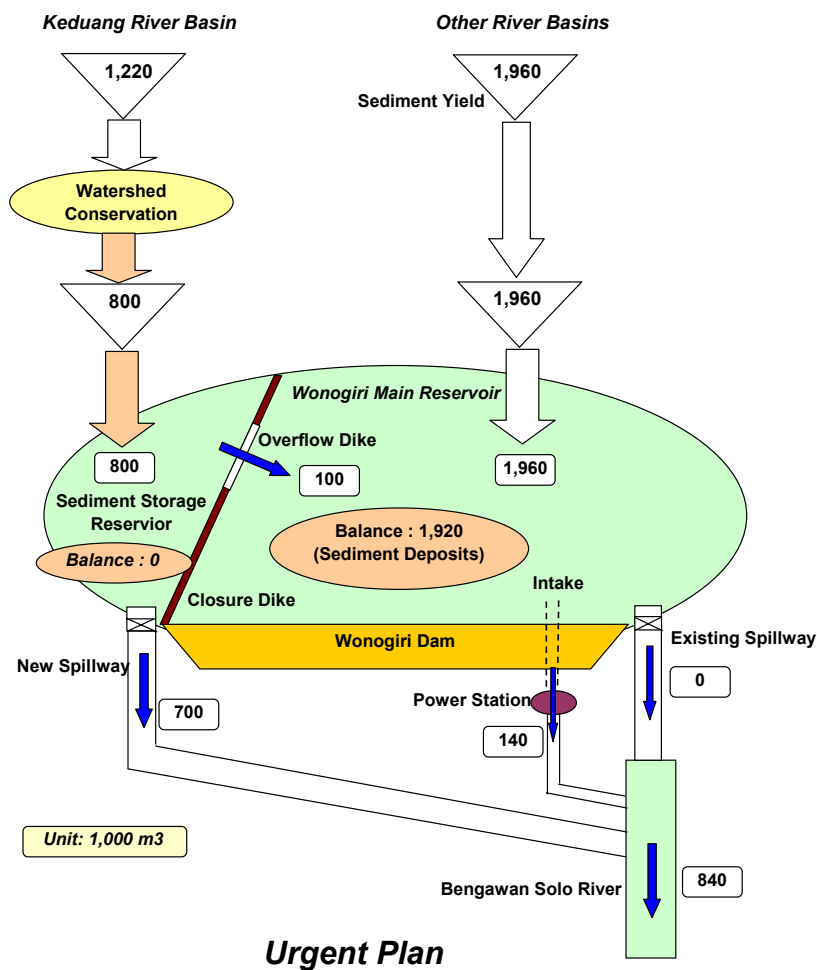 Keduang River Basin
Other River Basins
1,220
1,960
Sediment Yield
Watershed
Conservation
800
1,960
Wonogiri Main Reservoir
Overflow Dike
800
100
1,960
Sediment Storage
Reservior
Balance : 1,920
(Sediment Deposits)
Balance : 0
Intake
Closure Dike
Wonogiri Dam
Existing Spillway
New Spillway
0
Power Station
700
140
Unit: 1,000 m3
Bengawan Solo River
840
Urgent Plan